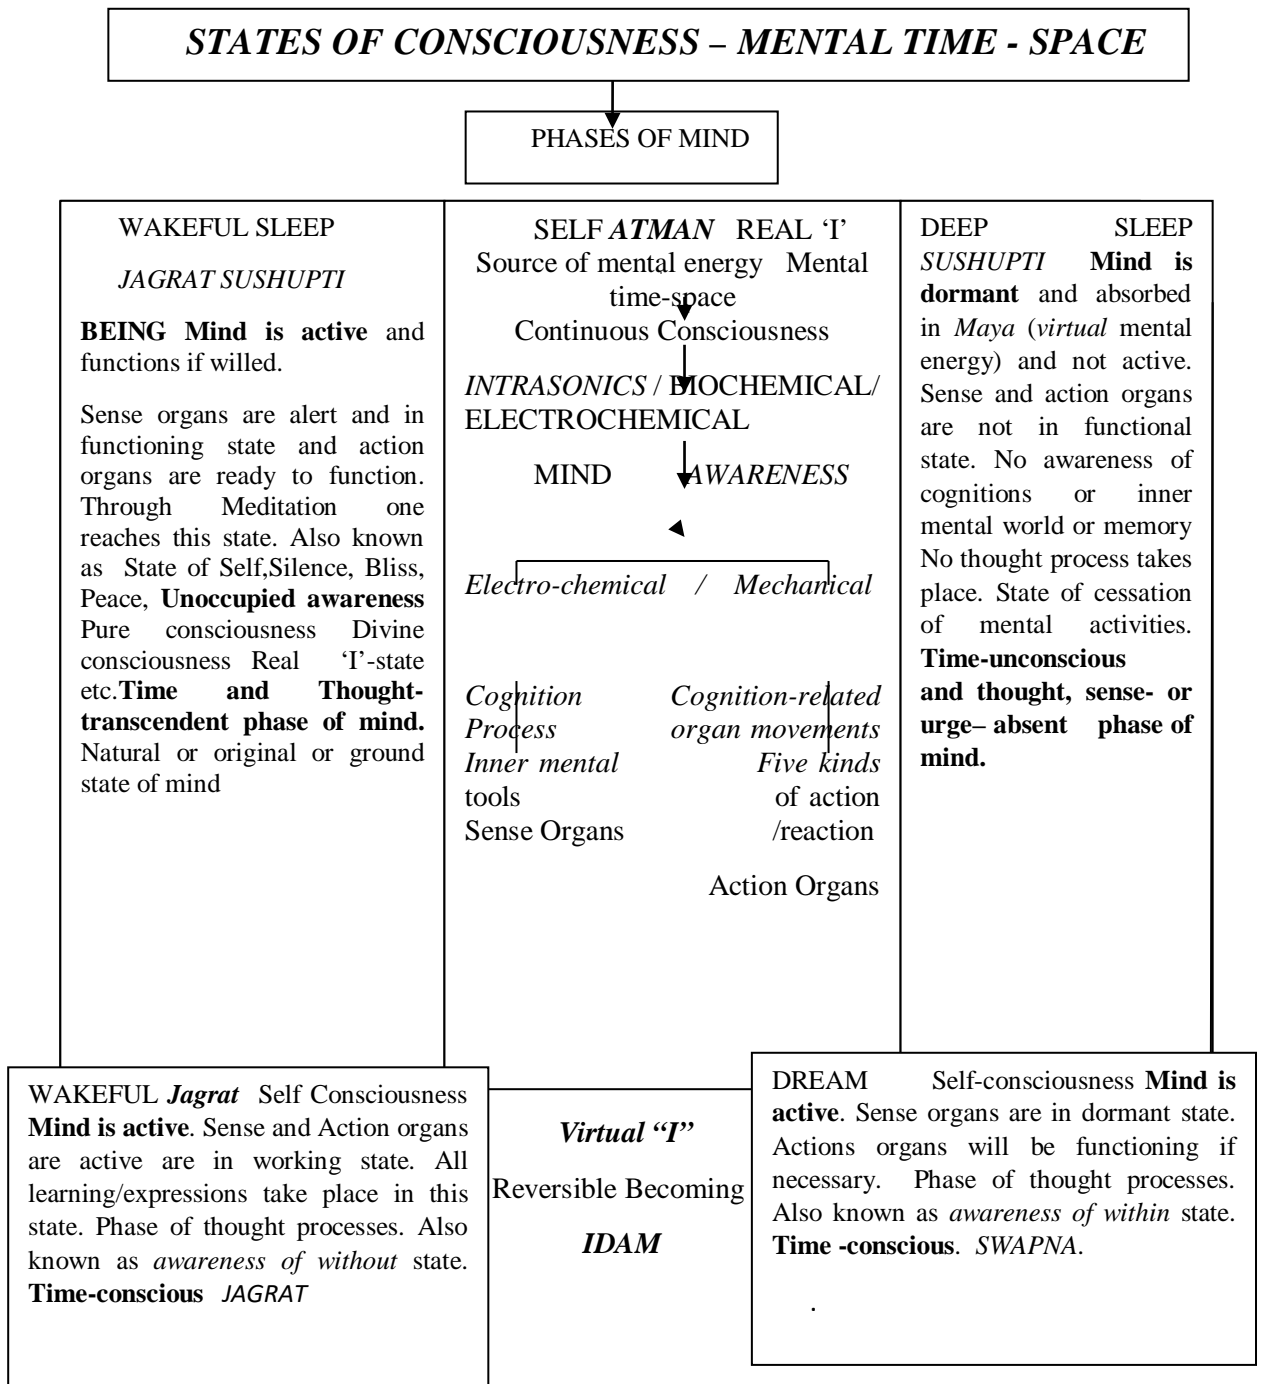 STATES OF CONSCIOUSNESS – MENTAL TIME - SPACE
PHASES OF MIND
WAKEFUL SLEEP
JAGRAT SUSHUPTI
BEING Mind is active and
functions if willed.
Sense organs are alert and in
functioning state and action
organs are ready to function.
Through Meditation one
reaches this state. Also known
as State of Self,Silence, Bliss,
Peace, Unoccupied awareness
Pure consciousness Divine
consciousness Real ‘I’-state
etc.Time and Thought-
transcendent phase of mind.
Natural or original or ground
state of mind
SELF ATMAN REAL ‘I’
Source of mental energy Mental
time-space
Continuous Consciousness
INTRASONICS / BIOCHEMICAL/
ELECTROCHEMICAL
MIND AWARENESS
Electro-chemical / Mechanical
Cognition Cognition-related
Process organ movements
Inner mental Five kinds
tools of action
Sense Organs /reaction
Action Organs
DEEP SLEEP
SUSHUPTI Mind is
dormant and absorbed
in Maya (virtual mental
energy) and not active.
Sense and action organs
are not in functional
state. No awareness of
cognitions or inner
mental world or memory
No thought process takes
place. State of cessation
of mental activities.
Time-unconscious
and thought, sense- or
urge– absent phase of
mind.
WAKEFUL Jagrat Self Consciousness
Mind is active. Sense and Action organs
are active are in working state. All
learning/expressions take place in this
state. Phase of thought processes. Also
known as awareness of without state.
Time-conscious JAGRAT
Virtual “I”
Reversible Becoming
IDAM
DREAM Self-consciousness Mind is
active. Sense organs are in dormant state.
Actions organs will be functioning if
necessary. Phase of thought processes.
Also known as awareness of within state.
Time -conscious. SWAPNA.
.